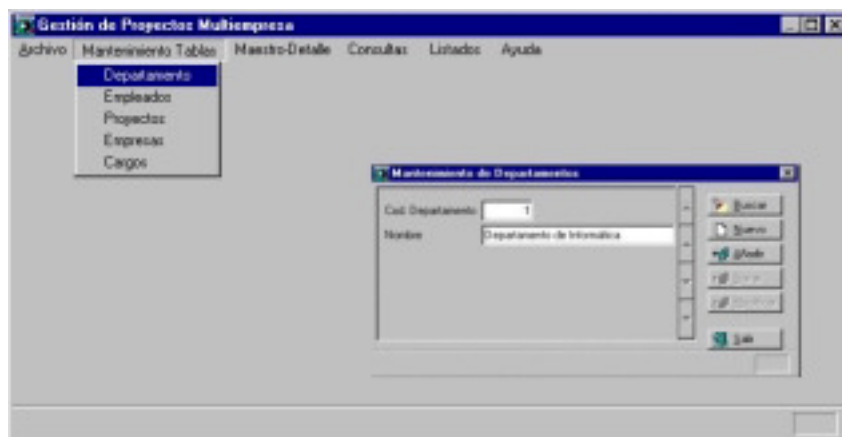 Gestión de Proyectos Multiempresa
Archivo Mantenimiento Tablas Maestro-Detalle Consultas Listados Ayuda
Departamento
Empleados
Proyectos
Empresas
Cargos
Mantenimiento de Departamentos
Cod. Departamento 1
Nombre Departamento de Informática
Buscar
Nuevo
Añadir
Salir